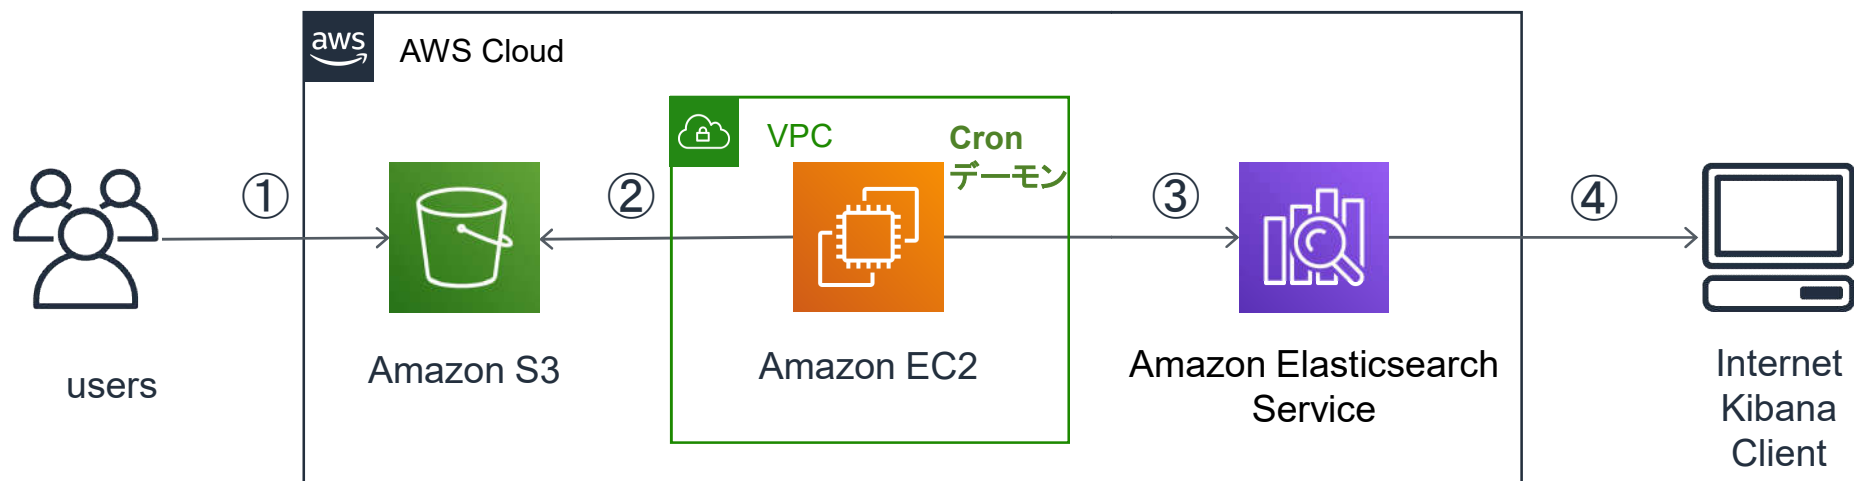 aws
AWS Cloud
VPC
Cron
デーモン
①
②
③
④
users
Amazon S3
Amazon EC2
Amazon Elasticsearch
Service
Internet
Kibana
Client